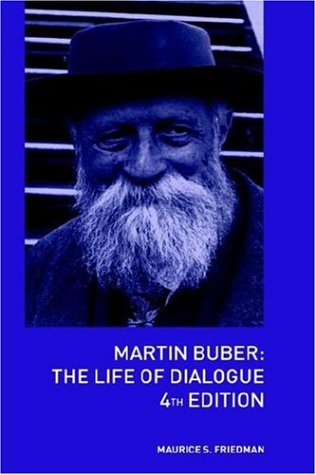 MARTIN BUBER:
THE LIFE OF DIALOGUE
4TH EDITION
MAURICE S. FRIEDMAN